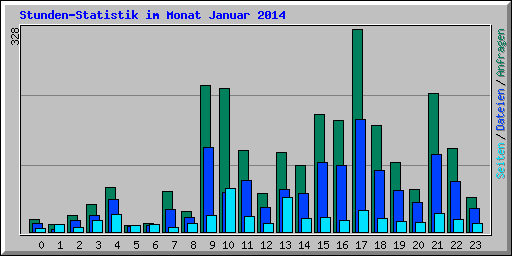 Stunden-Statistik im Monat Januar 2014
328
Seiten / Dateien / Anfragen
0 1 2 3 4 5 6 7 8 9 10 11 12 13 14 15 16 17 18 19 20 21 22 23